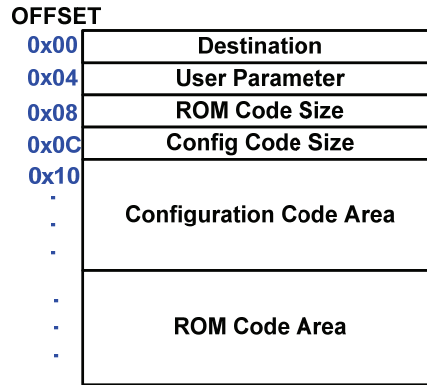 OFFSET
0x00 Destination
0x04 User Parameter
0x08 ROM Code Size
0x0C Config Code Size
0x10
Configuration Code Area
ROM Code Area